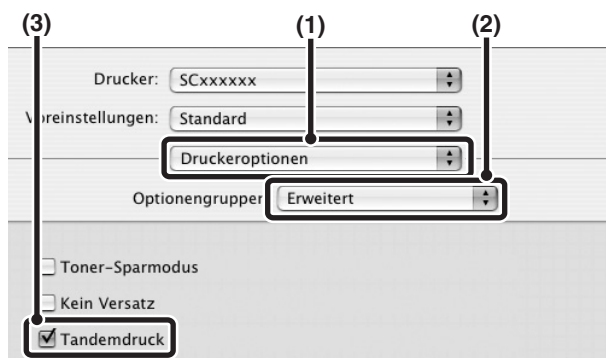 (3) (1) (2)
Drucker: SCxxxxxx
Voreinstellungen: Standard
Druckeroptionen
Optionengruppe: Erweitert
Toner-Sparmodus
Kein Versatz
Tandemdruck